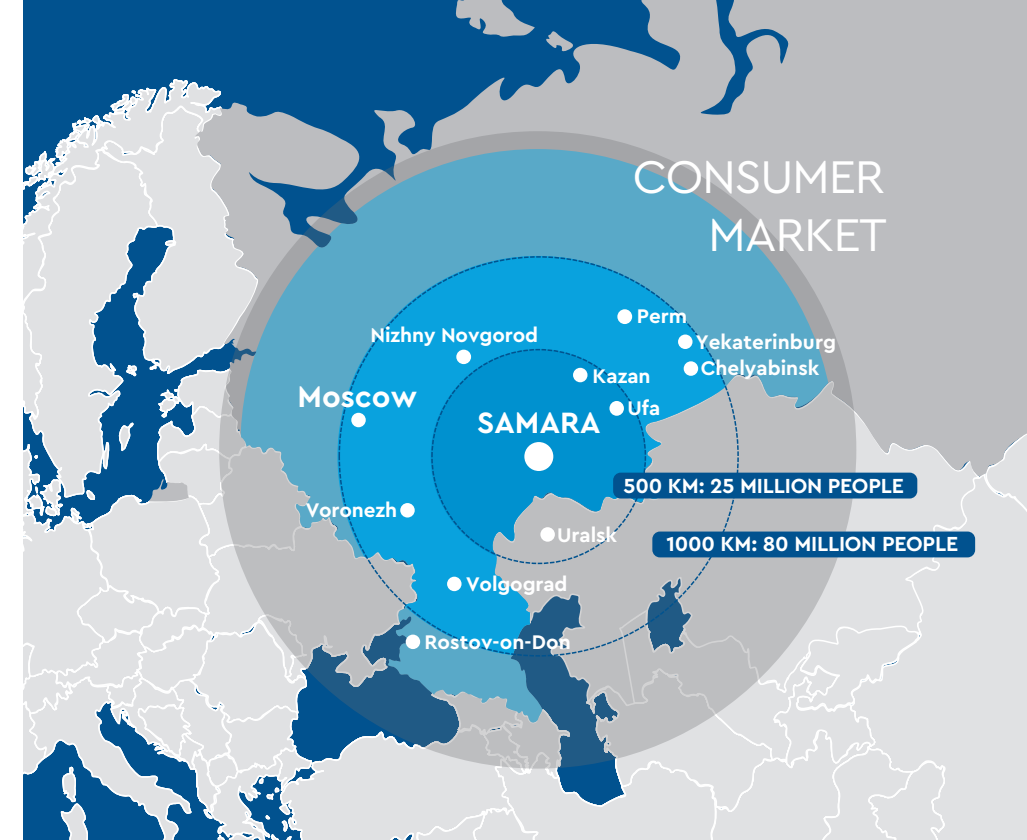 CONSUMER
MARKET
Perm
Nizhny Novgorod
Yekaterinburg
Chelyabinsk
Kazan
Moscow
Ufa
SAMARA
500 KM: 25 MILLION PEOPLE
Voronezh
Uralsk
1000 KM: 80 MILLION PEOPLE
Volgograd
Rostov-on-Don